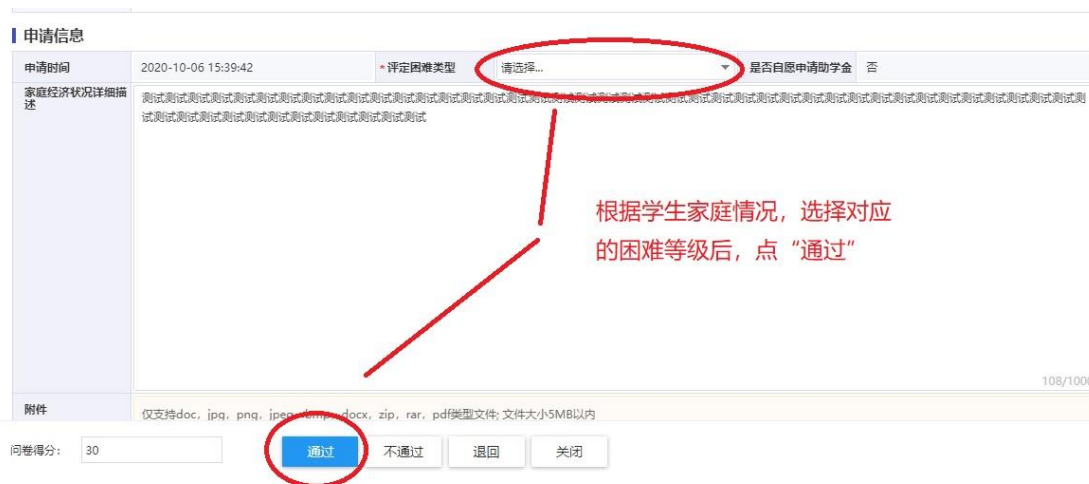 申请信息
申请时间 2020-10-06 15:39:42 *评定困难类型 请选择... 是否自愿申请助学金 否
家庭经济状况详细描述
测试测试测试测试测试测试测试测试测试测试测试测试测试测试测试测试测试测试测试测试测试测试测试测试测试测试测试测试测试测试测试测试测试测试测试测试测试测试测试测试测试测
试测试测试测试测试测试测试测试测试测试测试测试测试
根据学生家庭情况，选择对应
的困难等级后，点“通过”
108/1000
附件 仅支持doc, jpg, png, jpeg, bmp, docx, zip, rar, pdf类型文件; 文件大小5MB以内
问卷得分： 30 通过 不通过 退回 关闭